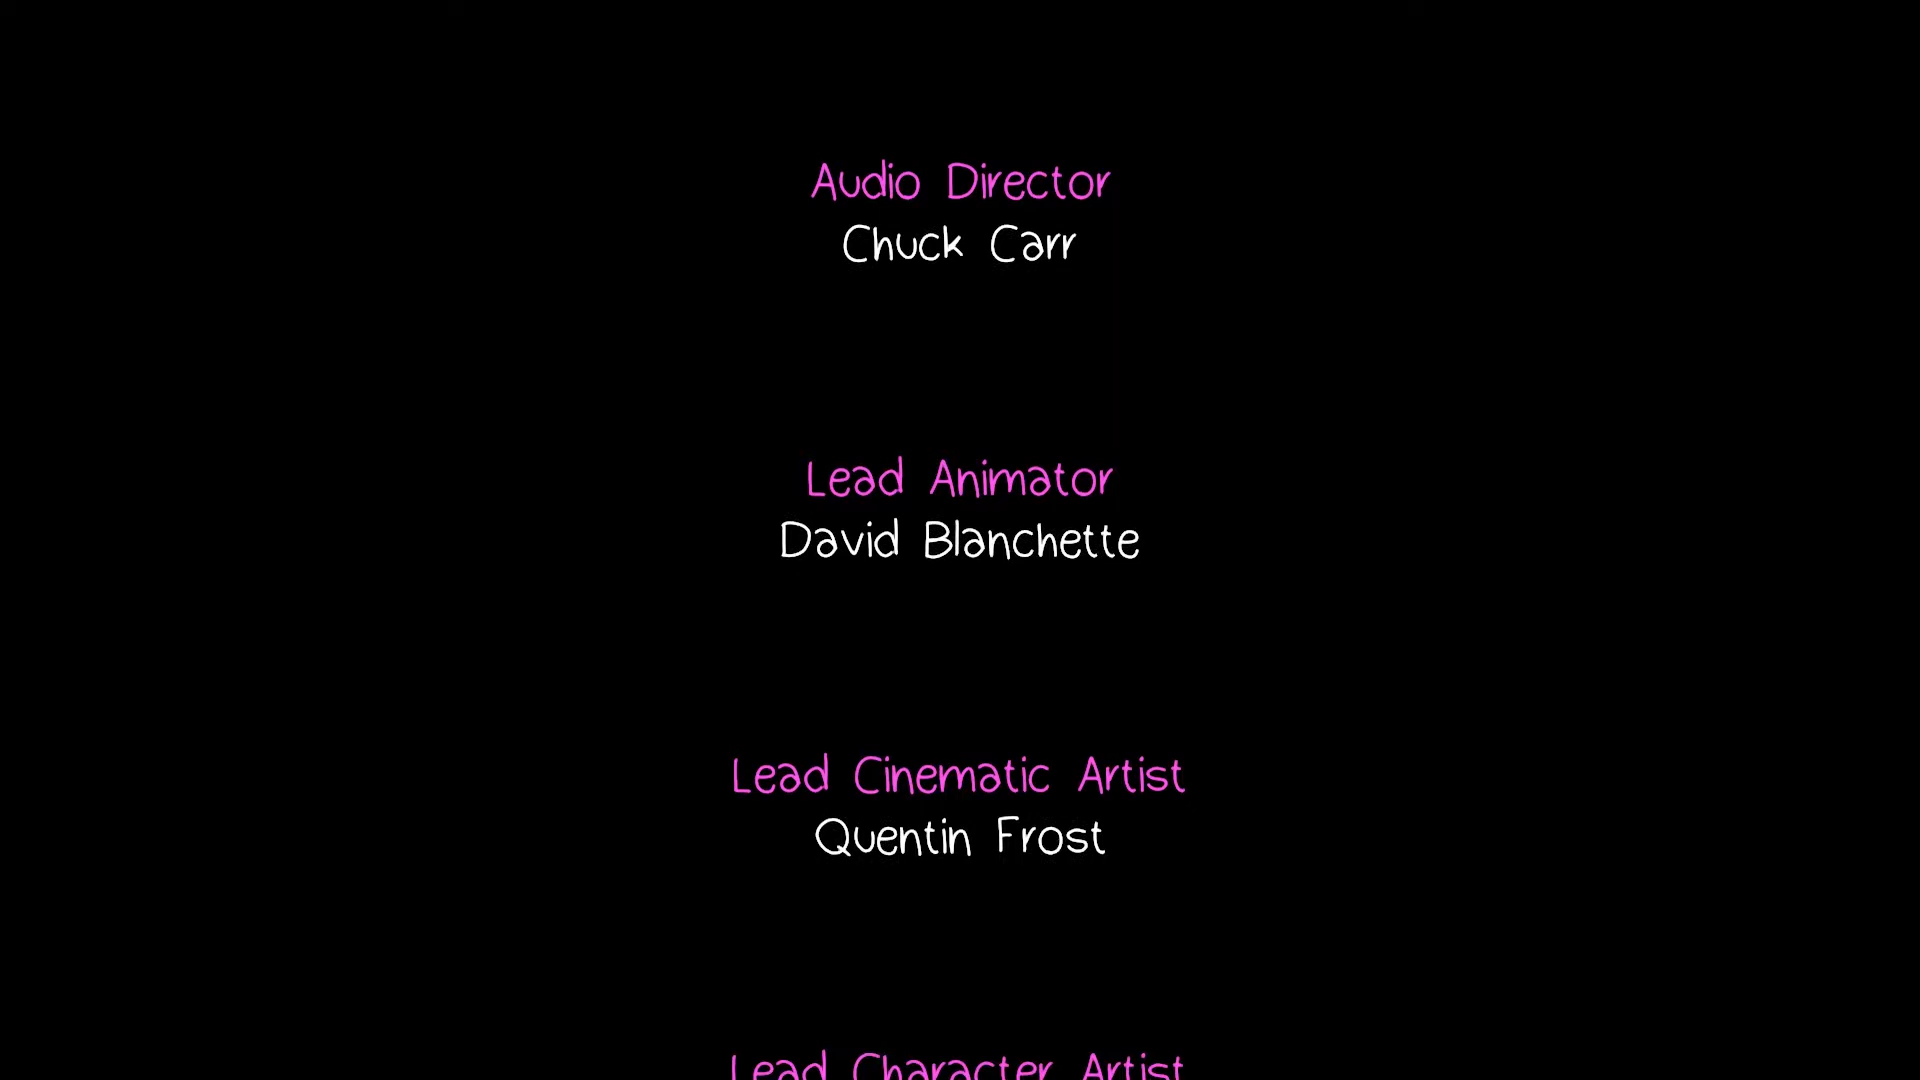 Audio Director
Chuck Carr
Lead Animator
David Blanchette
Lead Cinematic Artist
Quentin Frost
Lead Character Artist